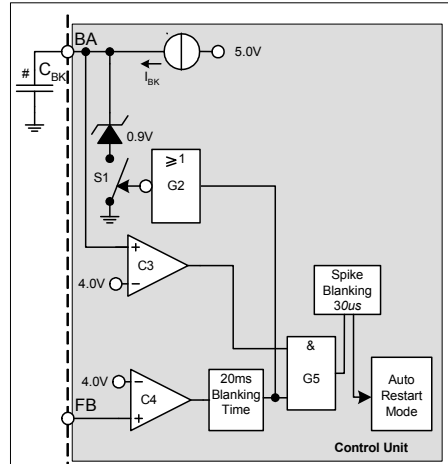 BA
5.0V
#
C_BK
I_BK
0.9V
S1
≥1
G2
+
C3
4.0V
−
Spike
Blanking
30us
&
G5
4.0V
−
C4
20ms
Blanking
Time
FB
+
Auto
Restart
Mode
Control Unit